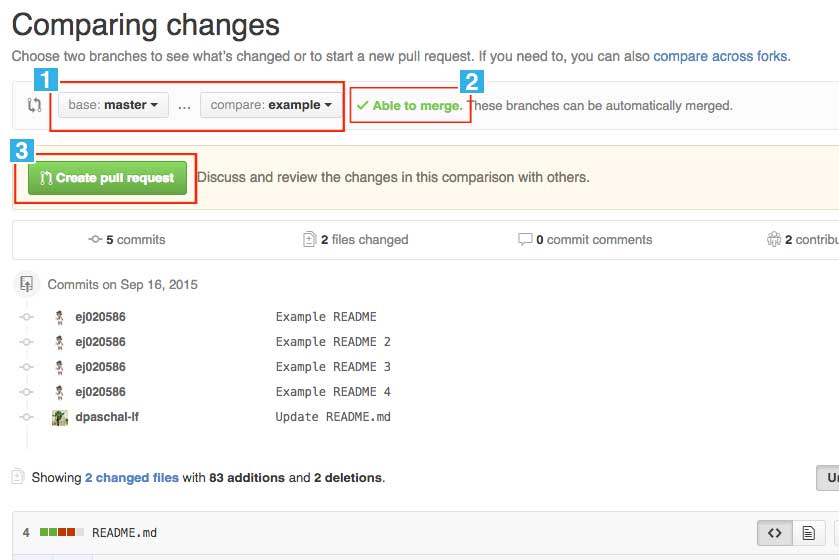 Comparing changes
Choose two branches to see what's changed or to start a new pull request. If you need to, you can also compare across forks.
1
2
base: master ... compare: example Able to merge. These branches can be automatically merged.
3
Create pull request Discuss and review the changes in this comparison with others.
5 commits 2 files changed 0 commit comments 2
Commits on Sep 16, 2015
ej020586 Example README
ej020586 Example README 2
ej020586 Example README 3
ej020586 Example README 4
dpaschal-lf Update README.md
Showing 2 changed files with 83 additions and 2 deletions.
4 README.md